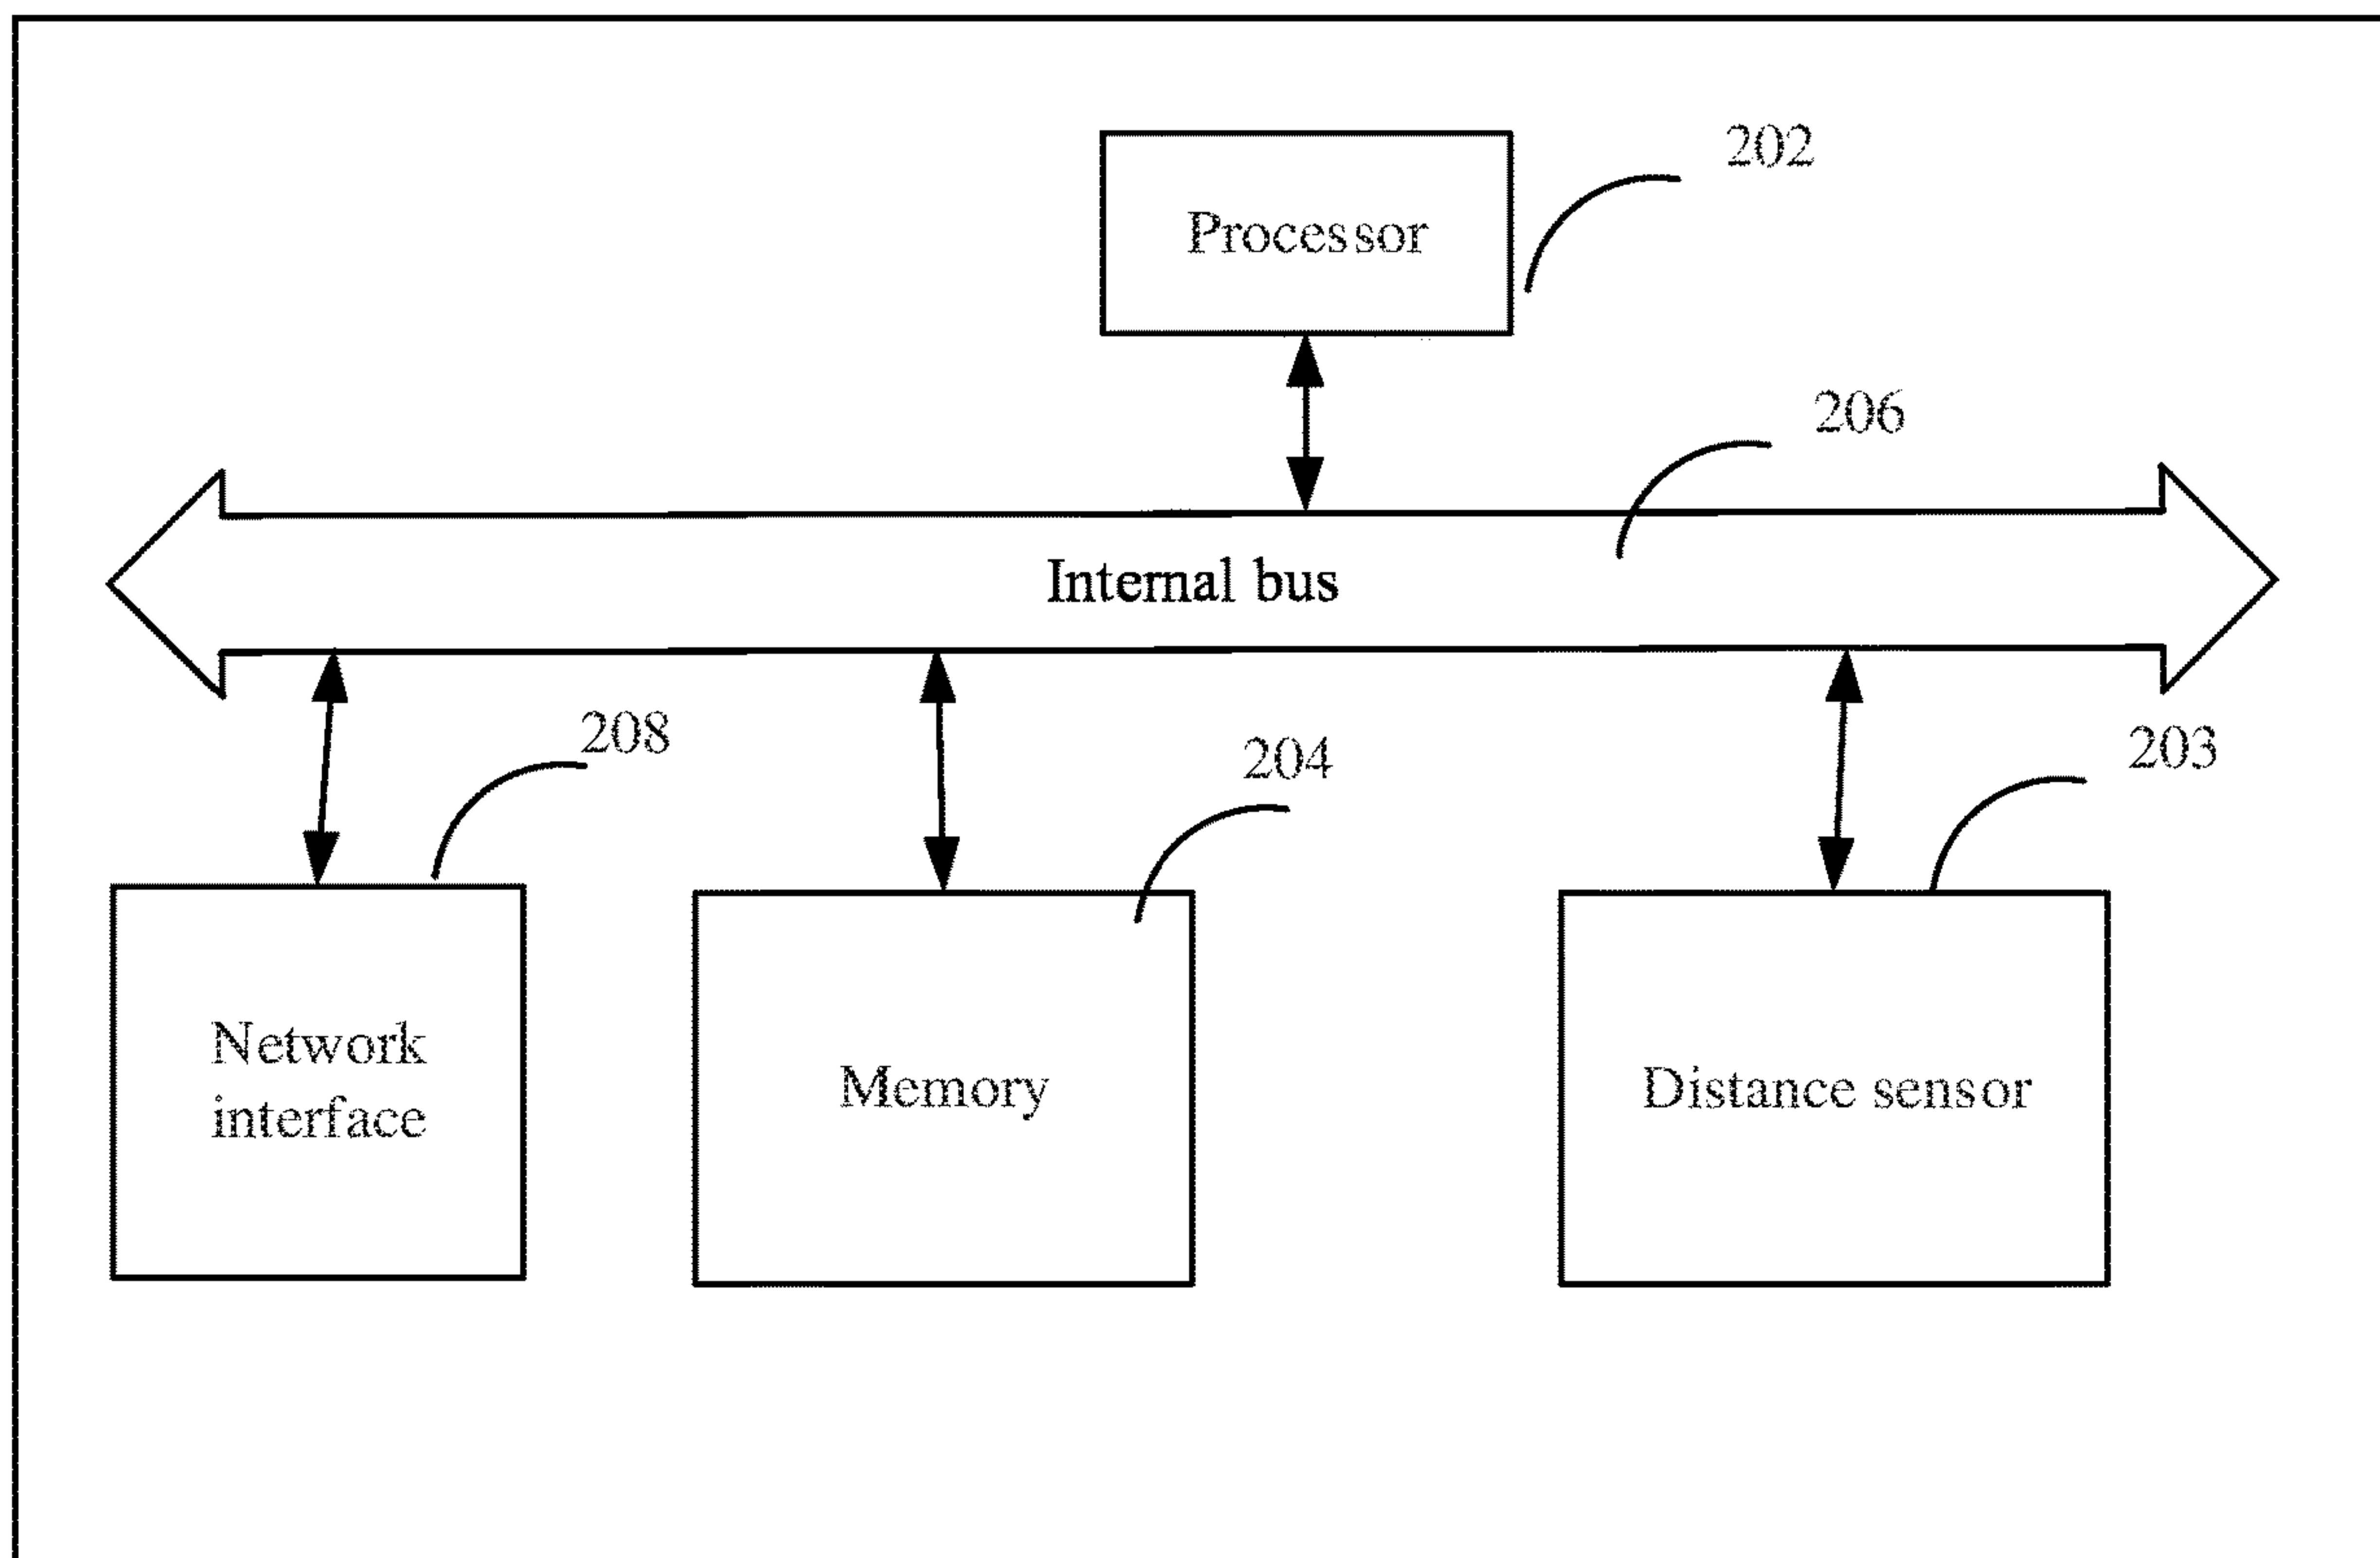 202
Processor
206
Internal bus
208
204
203
Network
interface
Memory
Distance sensor